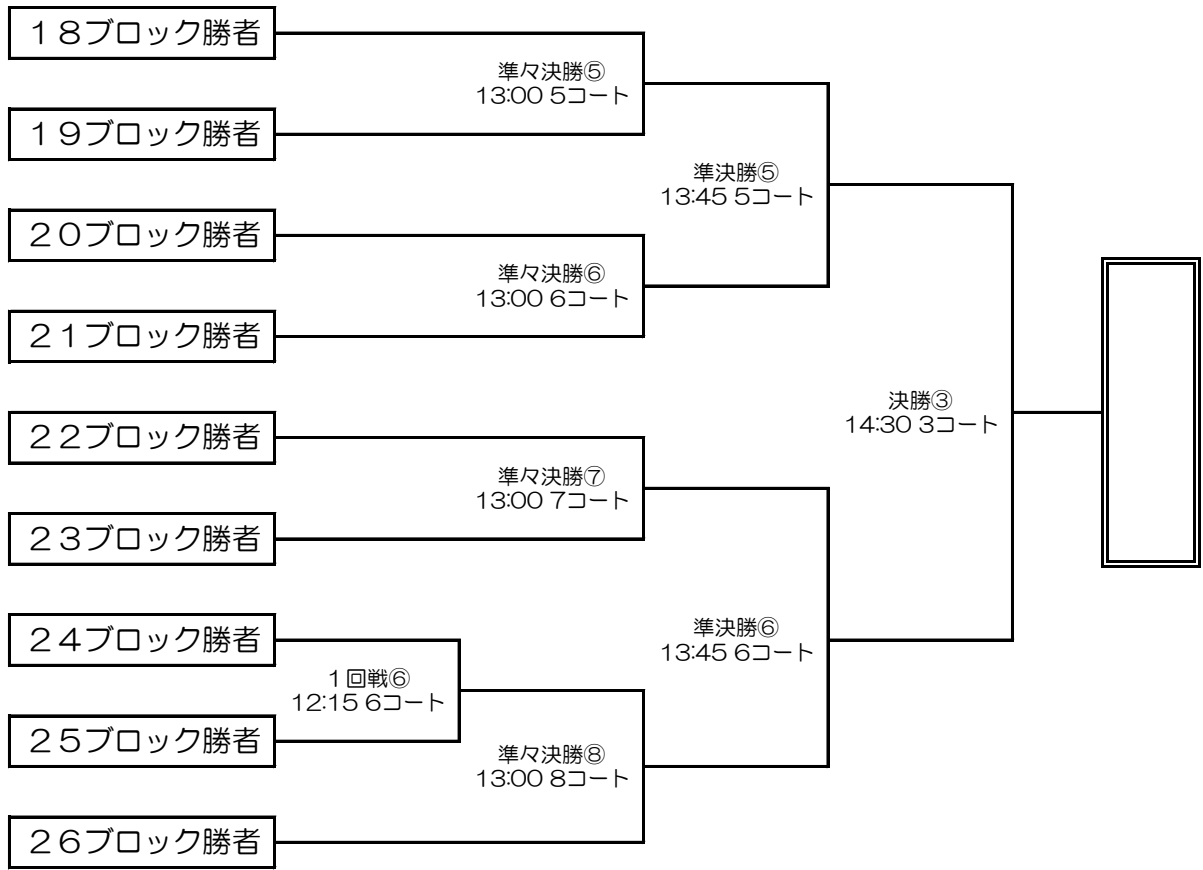 １８ブロック勝者
準々決勝⑤
13:00 5コート
１９ブロック勝者
準決勝⑤
13:45 5コート
２０ブロック勝者
準々決勝⑥
13:00 6コート
２１ブロック勝者
決勝③
14:30 3コート
２２ブロック勝者
準々決勝⑦
13:00 7コート
２３ブロック勝者
準決勝⑥
13:45 6コート
２４ブロック勝者
１回戦⑥
12:15 6コート
２５ブロック勝者
準々決勝⑧
13:00 8コート
２６ブロック勝者